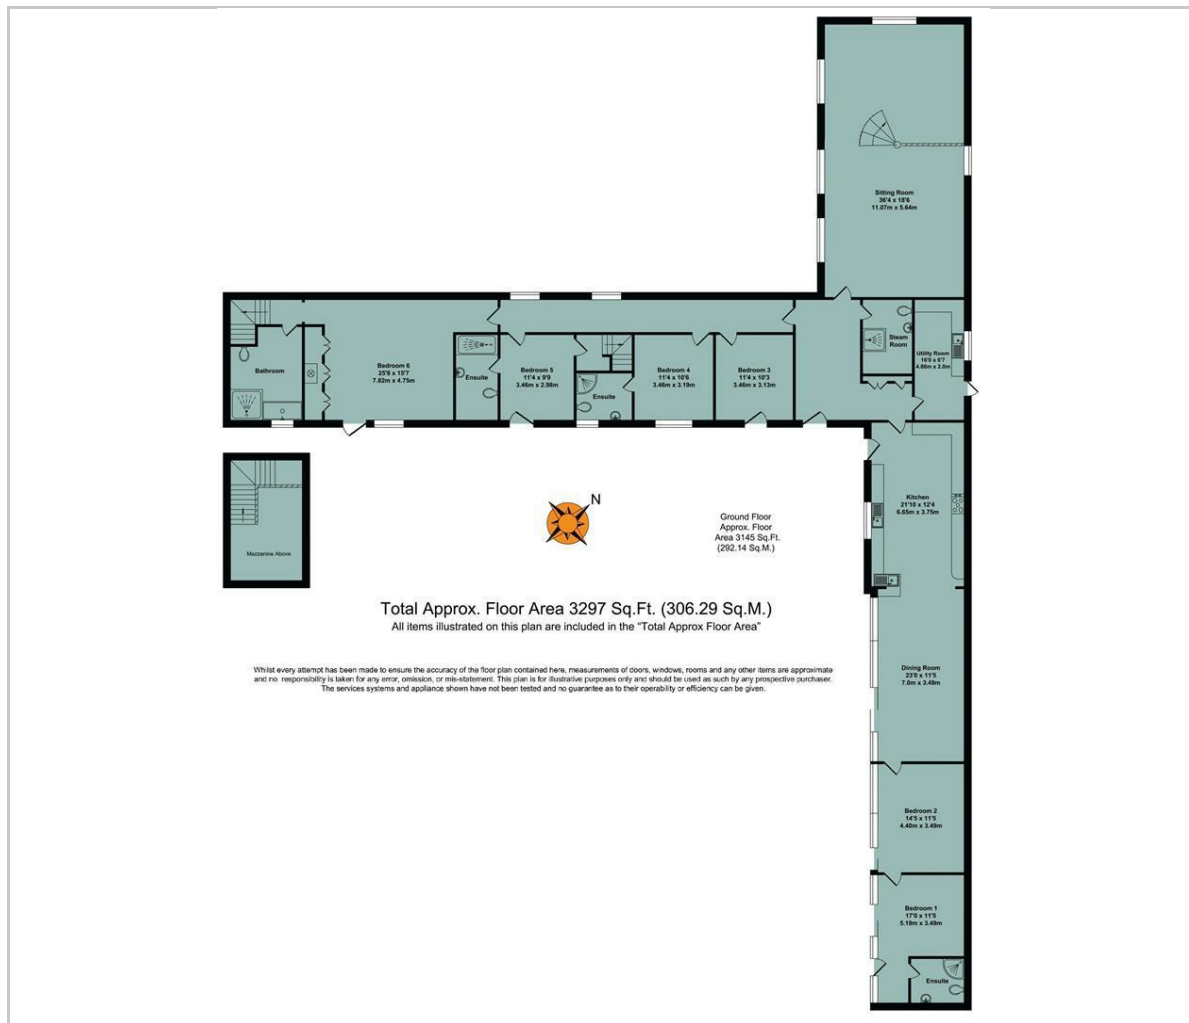 Sitting Room
36'4 x 18'6
11.07m x 5.64m
Steam
Room
Utility Room
16'0 x 6'7
4.88m x 2.0m
Bathroom
Bedroom 6
25'8 x 15'7
7.82m x 4.75m
Ensuite
Bedroom 5
11'4 x 9'9
3.46m x 2.98m
Ensuite
Bedroom 4
11'4 x 10'6
3.46m x 3.19m
Bedroom 3
11'4 x 10'3
3.46m x 3.13m
Kitchen
21'10 x 12'4
6.65m x 3.75m
Mezzanine Above
N
Ground Floor
Approx. Floor
Area 3145 Sq.Ft.
(292.14 Sq.M.)
Total Approx. Floor Area 3297 Sq.Ft. (306.29 Sq.M.)
All items illustrated on this plan are included in the "Total Approx Floor Area"
Whilst every attempt has been made to ensure the accuracy of the floor plan contained here, measurements of doors, windows, rooms and any other items are approximate
and no responsibility is taken for any error, omission, or mis-statement. This plan is for illustrative purposes only and should be used as such by any prospective purchaser.
The services systems and appliance shown have not been tested and no guarantee as to their operability or efficiency can be given.
Dining Room
x 11'5
7.0m x 3.49m
Bedroom 2
14'5 x 11'5
4.40m x 3.49m
Bedroom 1
17'0 x 11'5
5.19m x 3.49m
Ensuite